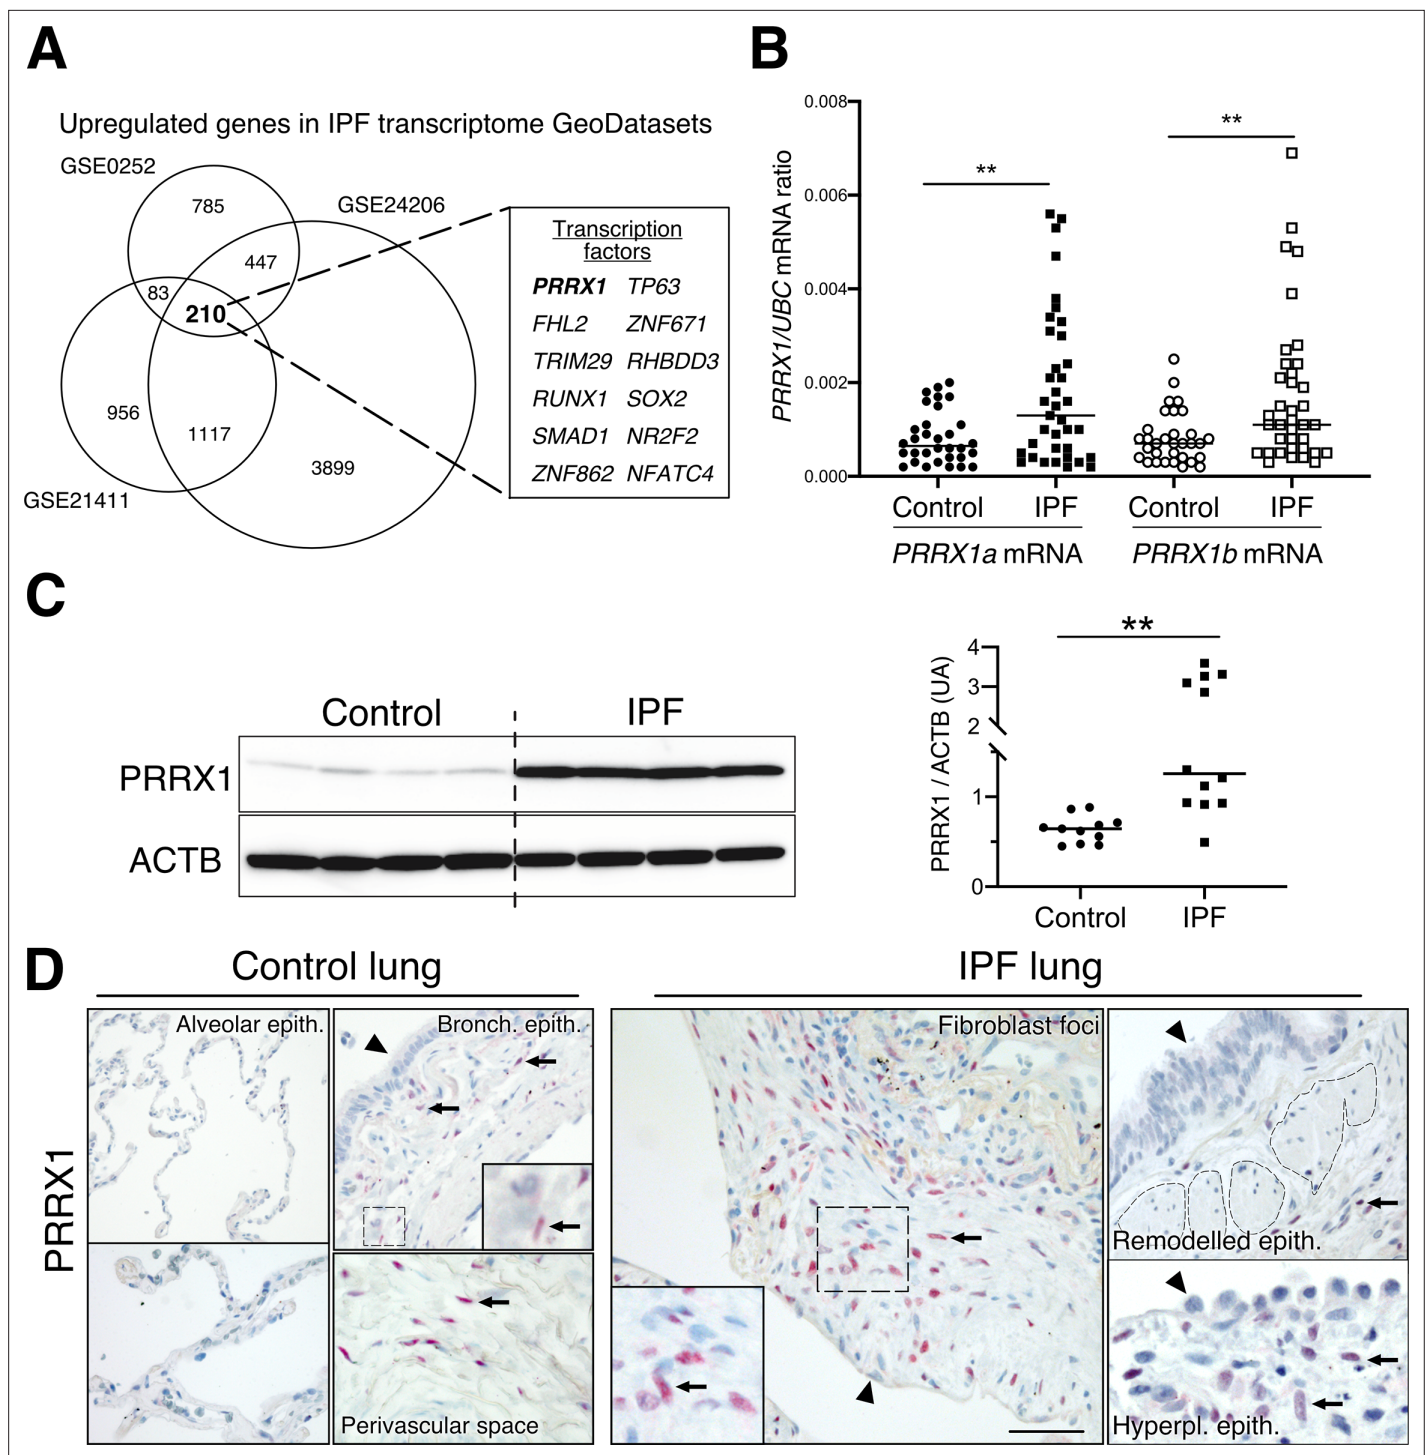 A
Upregulated genes in IPF transcriptome GeoDatasets
GSE0252
785
GSE24206
447
83
210
956
1117
3899
GSE21411
Transcription
factors
PRRX1 TP63
FHL2 ZNF671
TRIM29 RHBDD3
RUNX1 SOX2
SMAD1 NR2F2
ZNF862 NFATC4
B
PRRX1/UBC mRNA ratio
0.008
0.006
0.004
0.002
0.000
**
**
Control IPF Control IPF
PRRX1a mRNA PRRX1b mRNA
C
Control IPF
PRRX1
ACTB
PRRX1 / ACTB (UA)
**
4
3
2
1
0
Control IPF
D
Control lung IPF lung
PRRX1
Alveolar epith.
Bronch. epith.
Perivascular space
Fibroblast foci
Remodelled epith.
Hyperpl. epith.